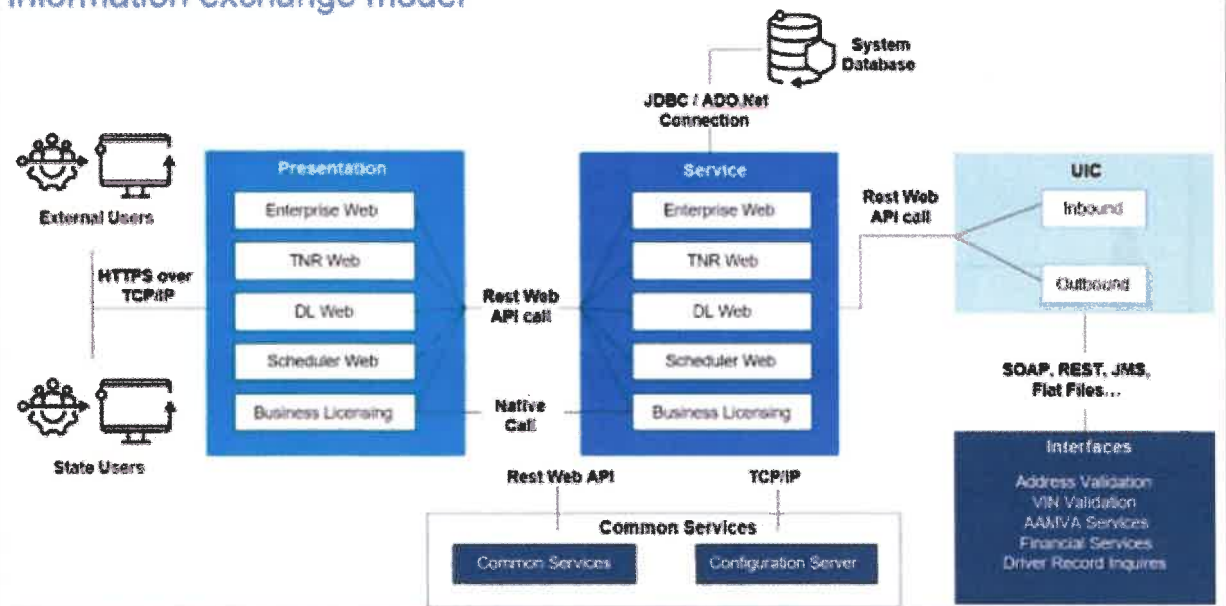 Information exchange model
System
Database
JDBC / ADO.Net
Connection
External Users
HTTPS over
TCP/IP
State Users
Presentation
Enterprise Web
TNR Web
DL Web
Scheduler Web
Business Licensing
Rest Web
API call
Native
Call
Service
Enterprise Web
TNR Web
DL Web
Scheduler Web
Business Licensing
Rest Web
API call
UIC
Inbound
Outbound
SOAP, REST, JMS,
Flat Files...
Interfaces
Address Validation
VIN Validation
AAMVA Services
Financial Services
Driver Record Inquires
Rest Web API
TCP/IP
Common Services
Common Services
Configuration Server